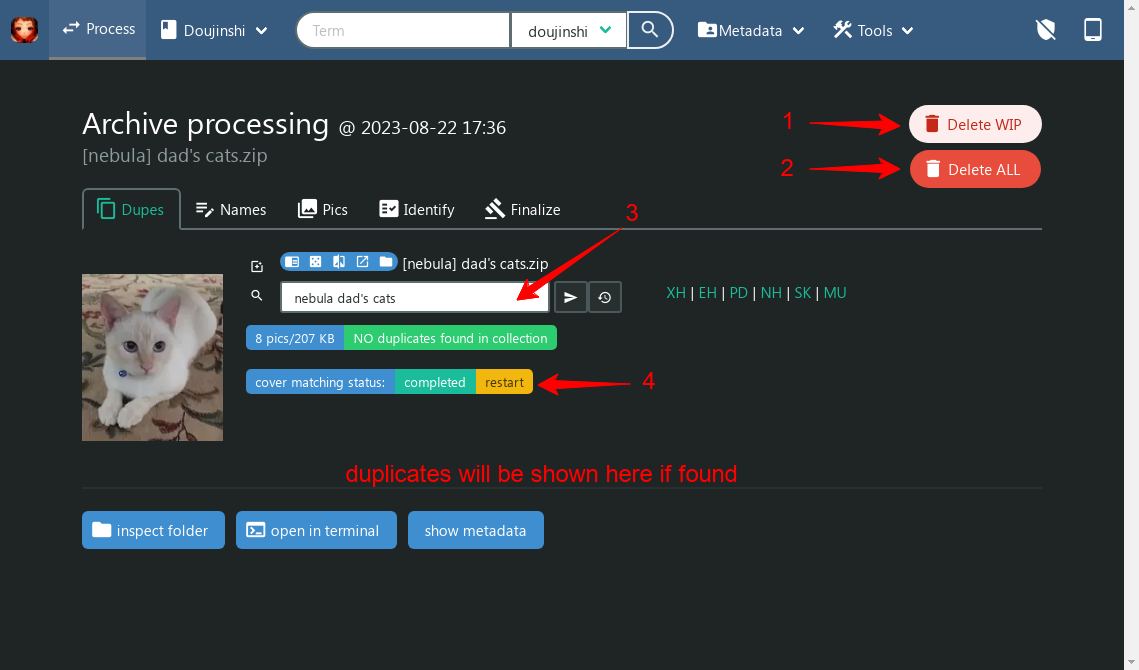 Process
Doujinshi
Term
doujinshi
Metadata
Tools
Archive processing @ 2023-08-22 17:36
[nebula] dad's cats.zip
1
Delete WIP
2
Delete ALL
Dupes
Names
Pics
Identify
Finalize
3
[nebula] dad's cats.zip
nebula dad's cats
XH | EH | PD | NH | SK | MU
8 pics/207 KB
NO duplicates found in collection
cover matching status:
completed
restart
4
duplicates will be shown here if found
inspect folder
open in terminal
show metadata